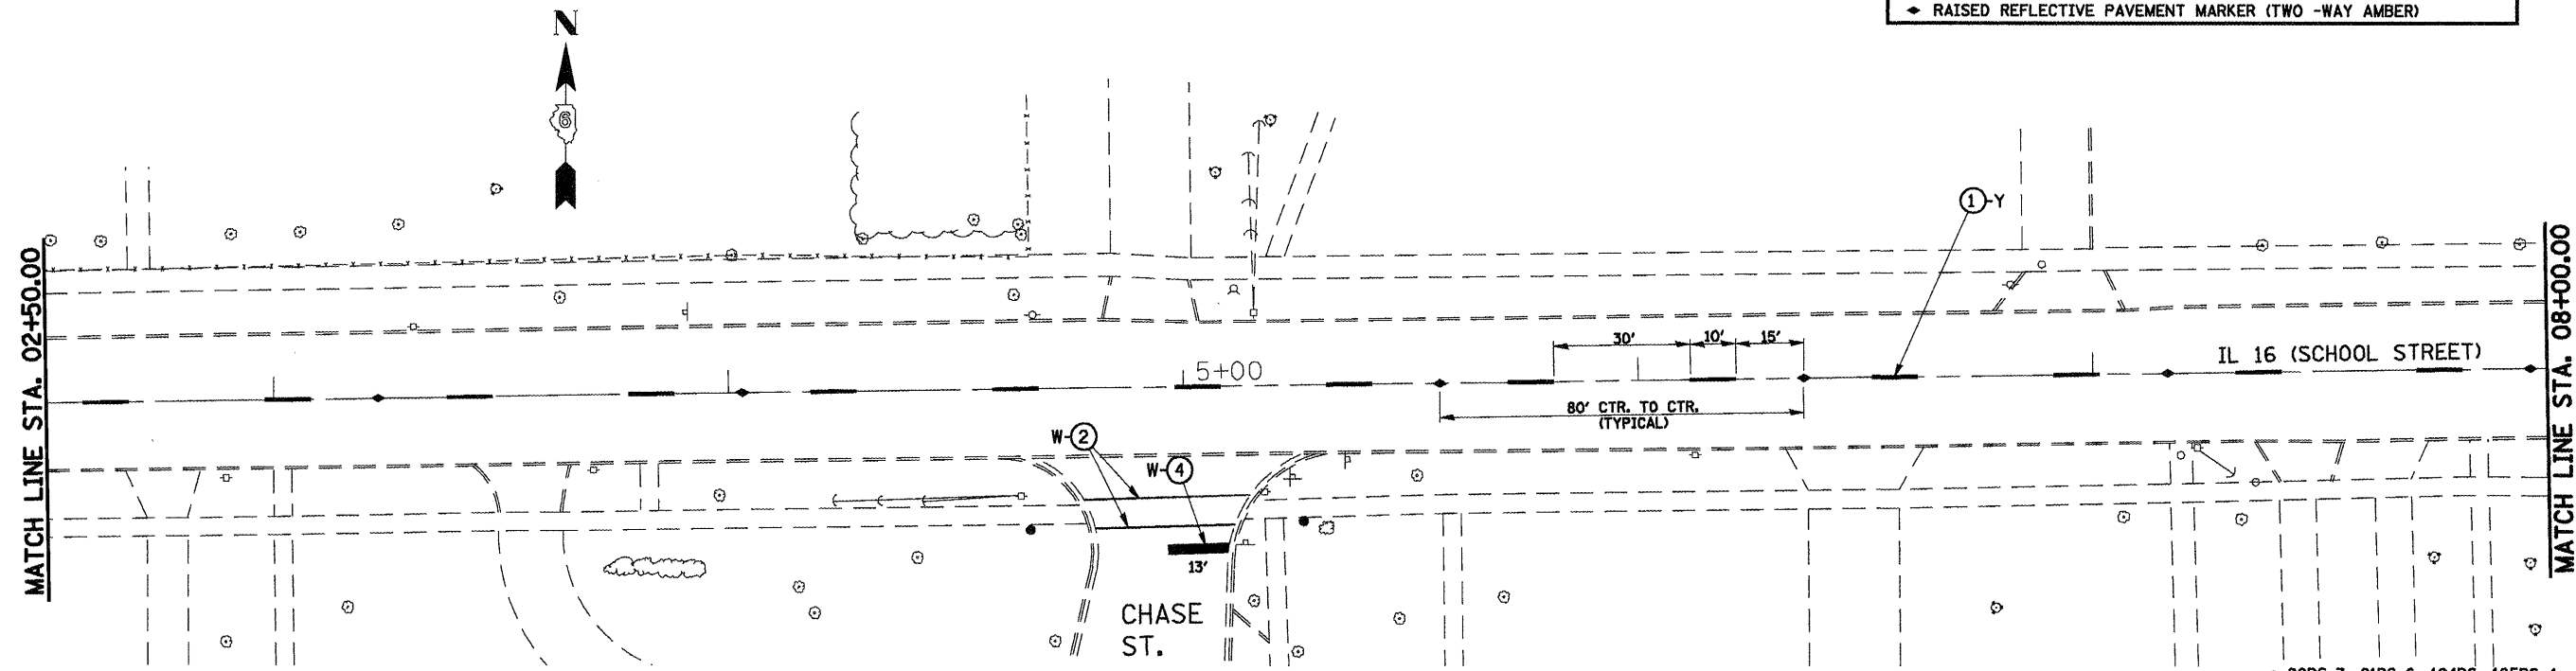 ◆ RAISED REFLECTIVE PAVEMENT MARKER (TWO -WAY AMBER)
N
6
1 -Y
MATCH LINE STA. 02+50.00
MATCH LINE STA. 08+00.00
30' 10' 15'
IL 16 (SCHOOL STREET)
5+00
80' CTR. TO CTR.
(TYPICAL)
W- 2
W- 4
13'
CHASE
ST.